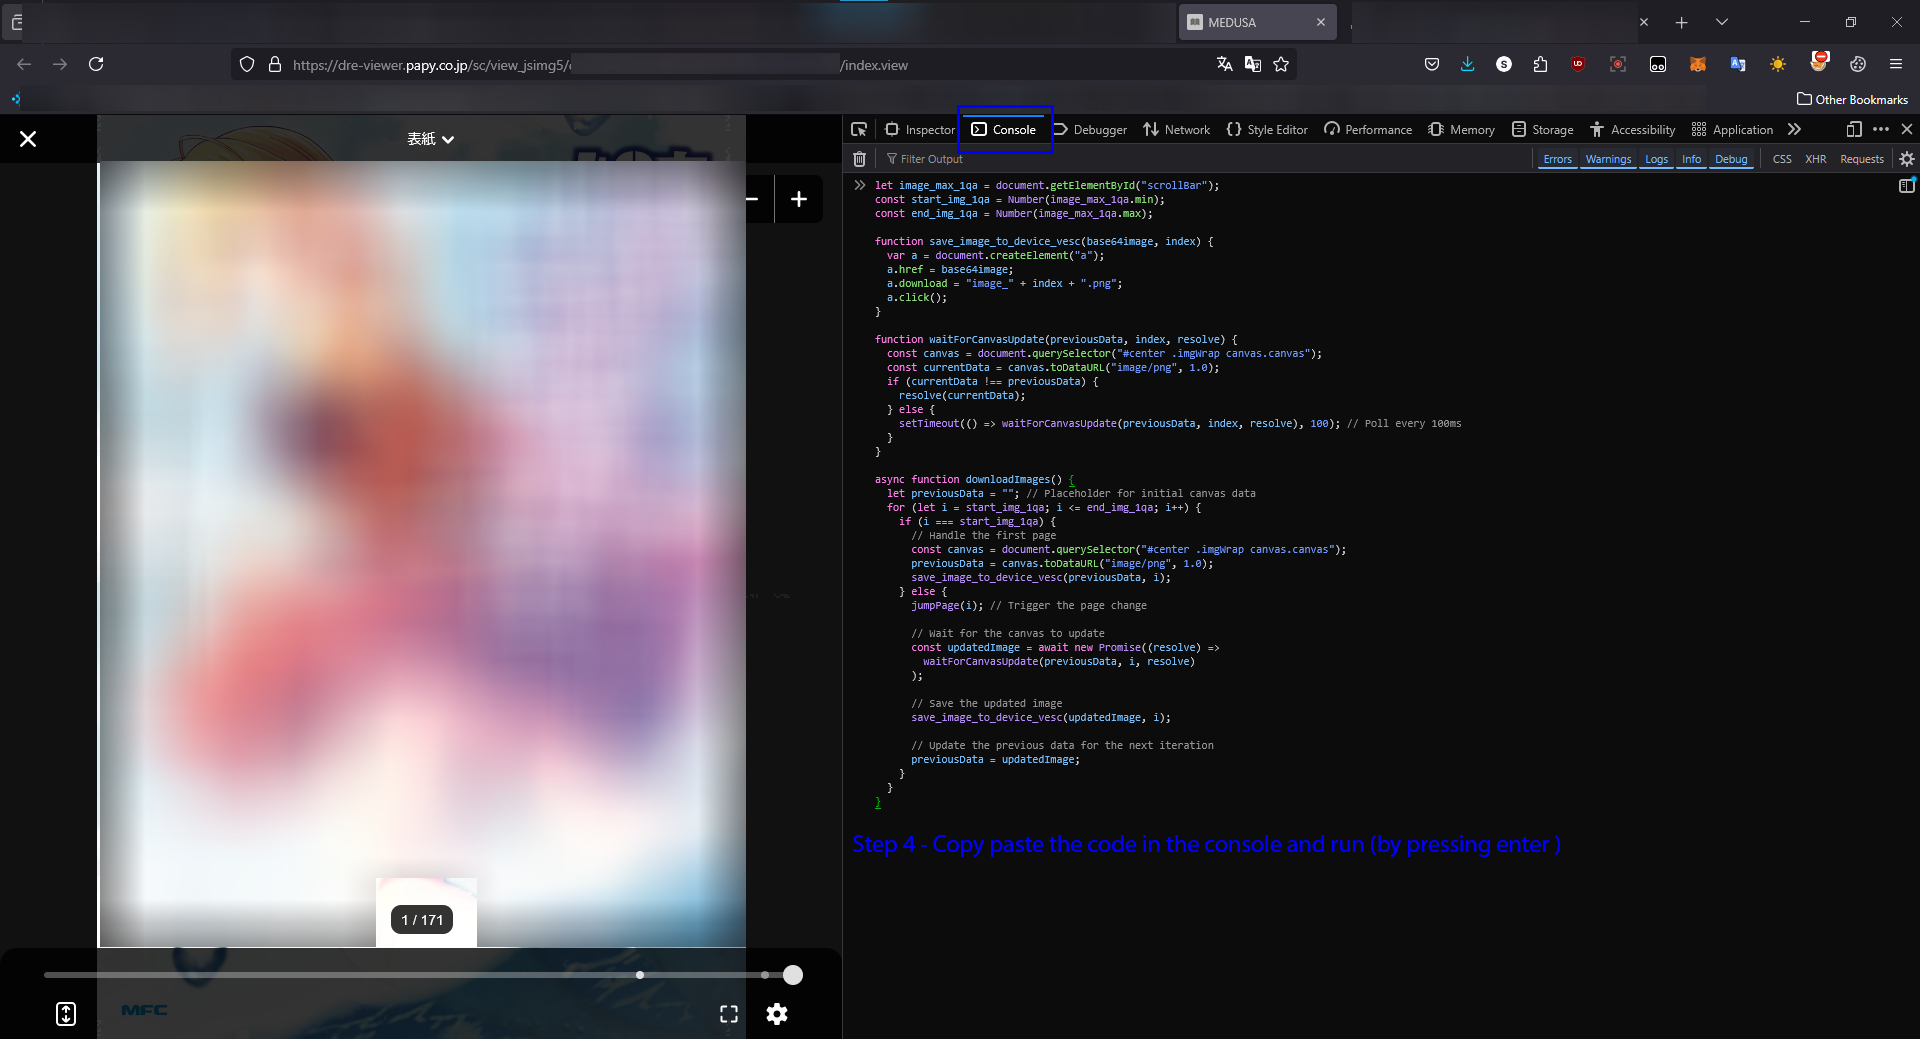 MEDUSA
https://dre-viewer.papy.co.jp/sc/view_jsimg5/
/index.view
Other Bookmarks
表紙
Inspector
Console
Debugger
Network
Style Editor
Performance
Memory
Storage
Accessibility
Application
Filter Output
Errors
Warnings
Logs
Info
Debug
CSS
XHR
Requests
let image_max_1qa = document.getElementById("scrollBar");
const start_img_1qa = Number(image_max_1qa.min);
const end_img_1qa = Number(image_max_1qa.max);
function save_image_to_device_vesc(base64image, index) {
var a = document.createElement("a");
a.href = base64image;
a.download = "image_" + index + ".png";
a.click();
}
function waitForCanvasUpdate(previousData, index, resolve) {
const canvas = document.querySelector("#center .imgWrap canvas.canvas");
const currentData = canvas.toDataURL("image/png", 1.0);
if (currentData !== previousData) {
resolve(currentData);
} else {
setTimeout(() => waitForCanvasUpdate(previousData, index, resolve), 100); // Poll every 100ms
}
}
async function downloadImages() {
let previousData = ""; // Placeholder for initial canvas data
for (let i = start_img_1qa; i <= end_img_1qa; i++) {
if (i === start_img_1qa) {
// Handle the first page
const canvas = document.querySelector("#center .imgWrap canvas.canvas");
previousData = canvas.toDataURL("image/png", 1.0);
save_image_to_device_vesc(previousData, i);
} else {
jumpPage(i); // Trigger the page change
// Wait for the canvas to update
const updatedImage = await new Promise((resolve) =>
waitForCanvasUpdate(previousData, i, resolve)
);
// Save the updated image
save_image_to_device_vesc(updatedImage, i);
// Update the previous data for the next iteration
previousData = updatedImage;
}
}
}
Step 4 - Copy paste the code in the console and run (by pressing enter )
1 / 171
MFC